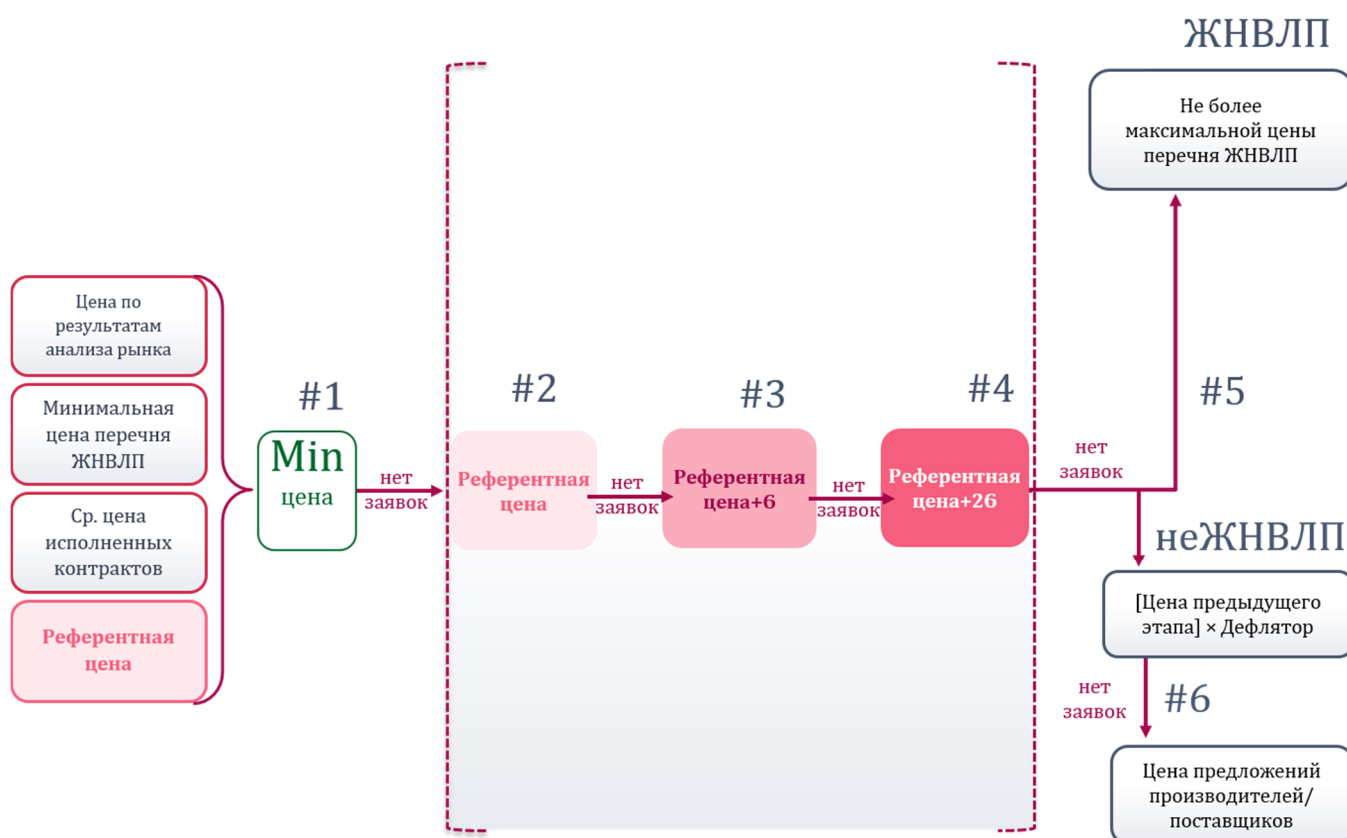 ЖНВЛП
Не более
максимальной цены
перечня ЖНВЛП
Цена по
результатам
анализа рынка
Минимальная
цена перечня
ЖНВЛП
Ср. цена
исполненных
контрактов
Референтная
цена
#1
Min
цена
нет
заявок
#2
Референтная
цена
нет
заявок
#3
Референтная
цена+6
нет
заявок
#4
Референтная
цена+26
нет
заявок
#5
неЖНВЛП
[Цена предыдущего
этапа] × Дефлятор
нет
заявок
#6
Цена предложений
производителей/
поставщиков